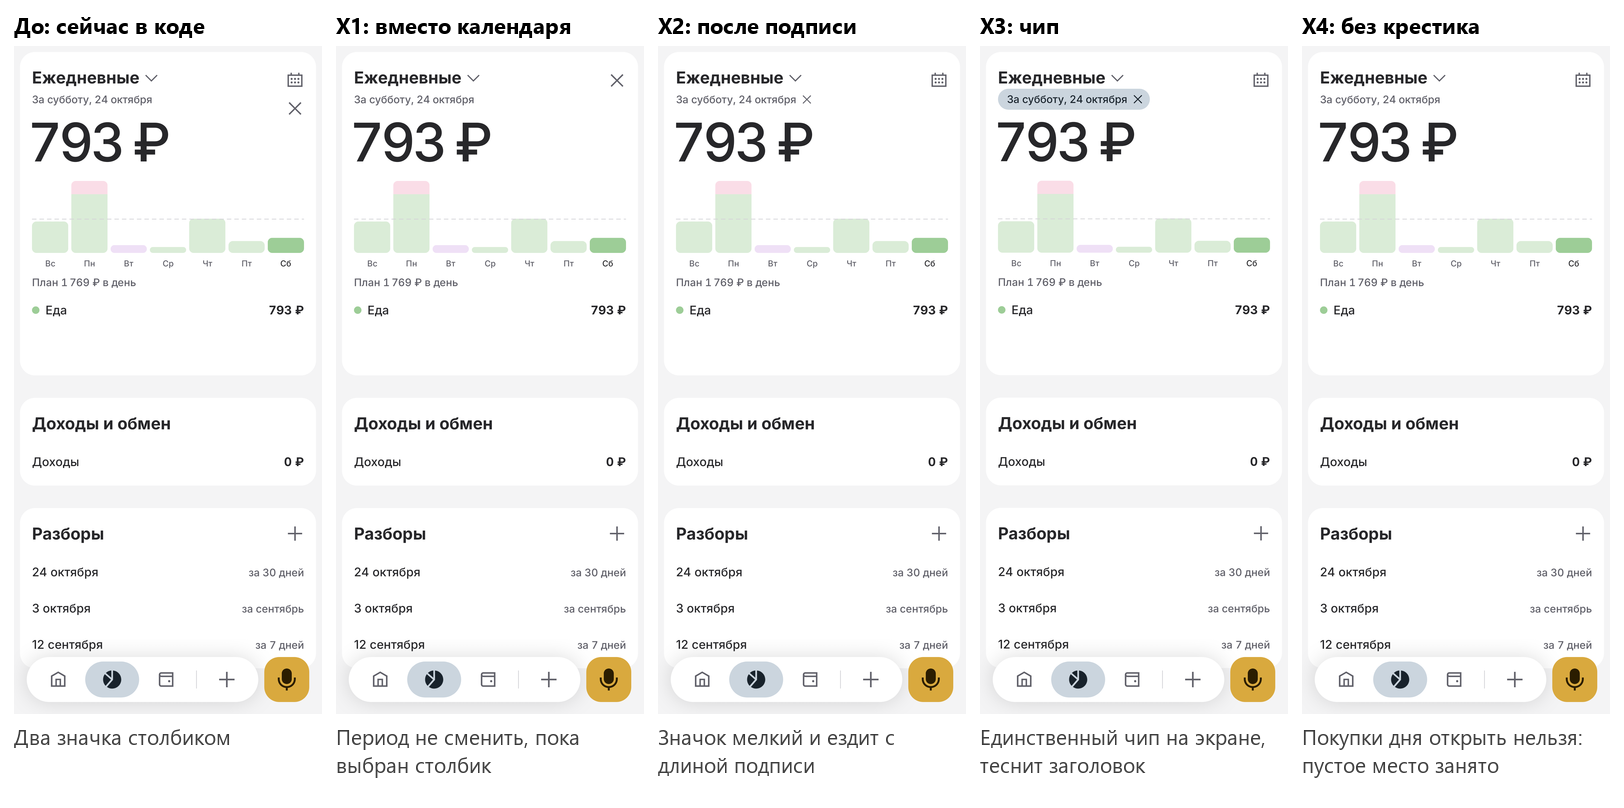 До: сейчас в коде
Ежедневные
За субботу, 24 октября
793 ₽
Вс Пн Вт Ср Чт Пт Сб
План 1 769 ₽ в день
Еда 793 ₽
Доходы и обмен
Доходы 0 ₽
Разборы
24 октября за 30 дней
3 октября за сентябрь
12 сентября за 7 дней
Два значка столбиком
X1: вместо календаря
Ежедневные
За субботу, 24 октября
793 ₽
Вс Пн Вт Ср Чт Пт Сб
План 1 769 ₽ в день
Еда 793 ₽
Доходы и обмен
Доходы 0 ₽
Разборы
24 октября за 30 дней
3 октября за сентябрь
12 сентября за 7 дней
Период не сменить, пока
выбран столбик
X2: после подписи
Ежедневные
За субботу, 24 октября
793 ₽
Вс Пн Вт Ср Чт Пт Сб
План 1 769 ₽ в день
Еда 793 ₽
Доходы и обмен
Доходы 0 ₽
Разборы
24 октября за 30 дней
3 октября за сентябрь
12 сентября за 7 дней
Значок мелкий и ездит с
длиной подписи
X3: чип
Ежедневные
За субботу, 24 октября
793 ₽
Вс Пн Вт Ср Чт Пт Сб
План 1 769 ₽ в день
Еда 793 ₽
Доходы и обмен
Доходы 0 ₽
Разборы
24 октября за 30 дней
3 октября за сентябрь
12 сентября за 7 дней
Единственный чип на экране,
теснит заголовок
X4: без крестика
Ежедневные
За субботу, 24 октября
793 ₽
Вс Пн Вт Ср Чт Пт Сб
План 1 769 ₽ в день
Еда 793 ₽
Доходы и обмен
Доходы 0 ₽
Разборы
24 октября за 30 дней
3 октября за сентябрь
12 сентября за 7 дней
Покупки дня открыть нельзя:
пустое место занято